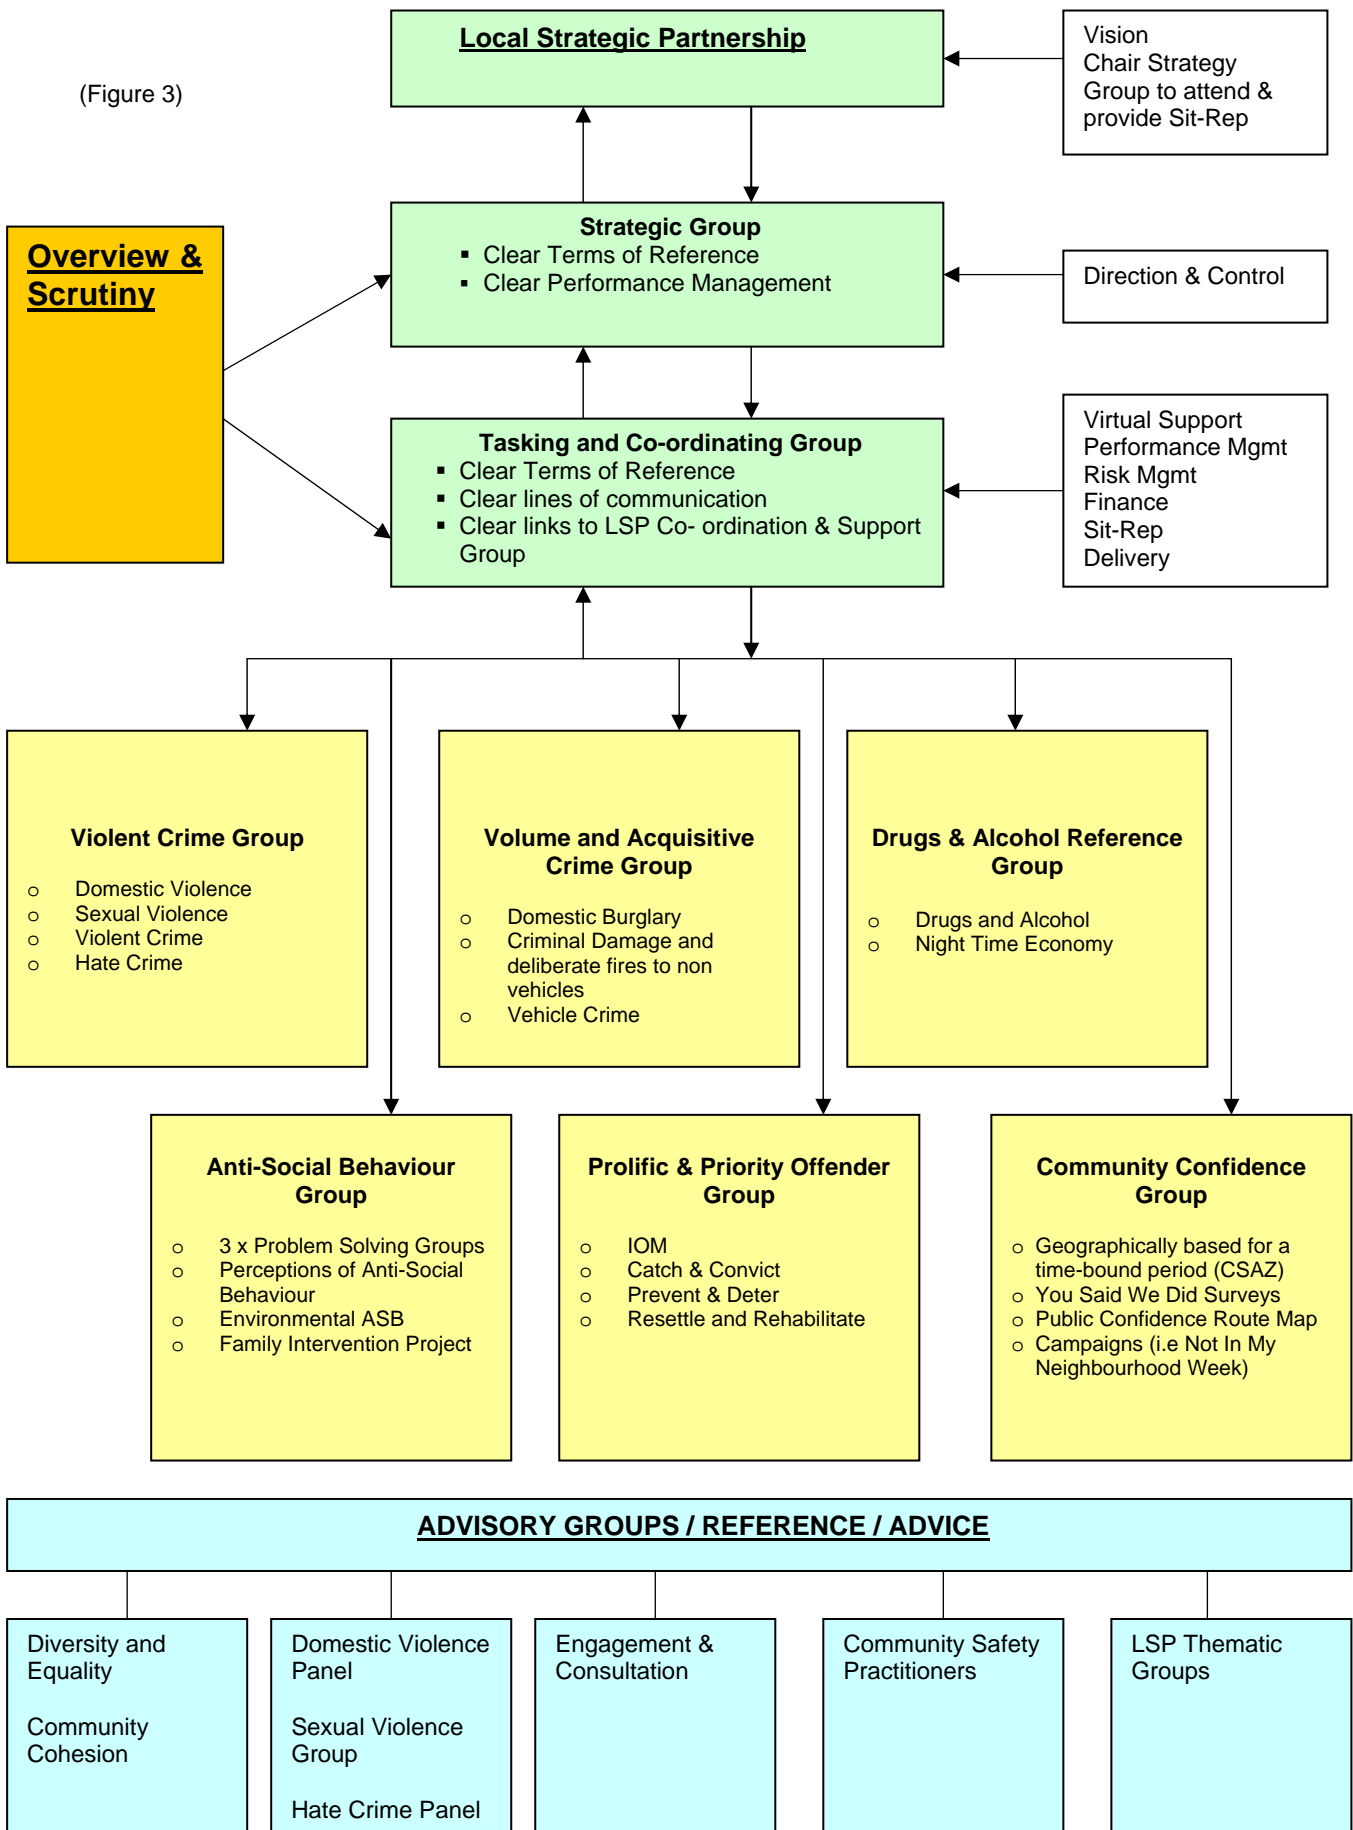 Local Strategic Partnership
Vision
Chair Strategy
Group to attend &
provide Sit-Rep
(Figure 3)
Overview &
Scrutiny
Strategic Group
▪ Clear Terms of Reference
▪ Clear Performance Management
Direction & Control
Tasking and Co-ordinating Group
▪ Clear Terms of Reference
▪ Clear lines of communication
▪ Clear links to LSP Co- ordination & Support
Group
Virtual Support
Performance Mgmt
Risk Mgmt
Finance
Sit-Rep
Delivery
Violent Crime Group
o Domestic Violence
o Sexual Violence
o Violent Crime
o Hate Crime
Volume and Acquisitive
Crime Group
o Domestic Burglary
o Criminal Damage and
deliberate fires to non
vehicles
o Vehicle Crime
Drugs & Alcohol Reference
Group
o Drugs and Alcohol
o Night Time Economy
Anti-Social Behaviour
Group
o 3 x Problem Solving Groups
o Perceptions of Anti-Social
Behaviour
o Environmental ASB
o Family Intervention Project
Prolific & Priority Offender
Group
o IOM
o Catch & Convict
o Prevent & Deter
o Resettle and Rehabilitate
Community Confidence
Group
o Geographically based for a
time-bound period (CSAZ)
o You Said We Did Surveys
o Public Confidence Route Map
o Campaigns (i.e Not In My
Neighbourhood Week)
ADVISORY GROUPS / REFERENCE / ADVICE
Diversity and
Equality
Community
Cohesion
Domestic Violence
Panel
Sexual Violence
Group
Hate Crime Panel
Engagement &
Consultation
Community Safety
Practitioners
LSP Thematic
Groups